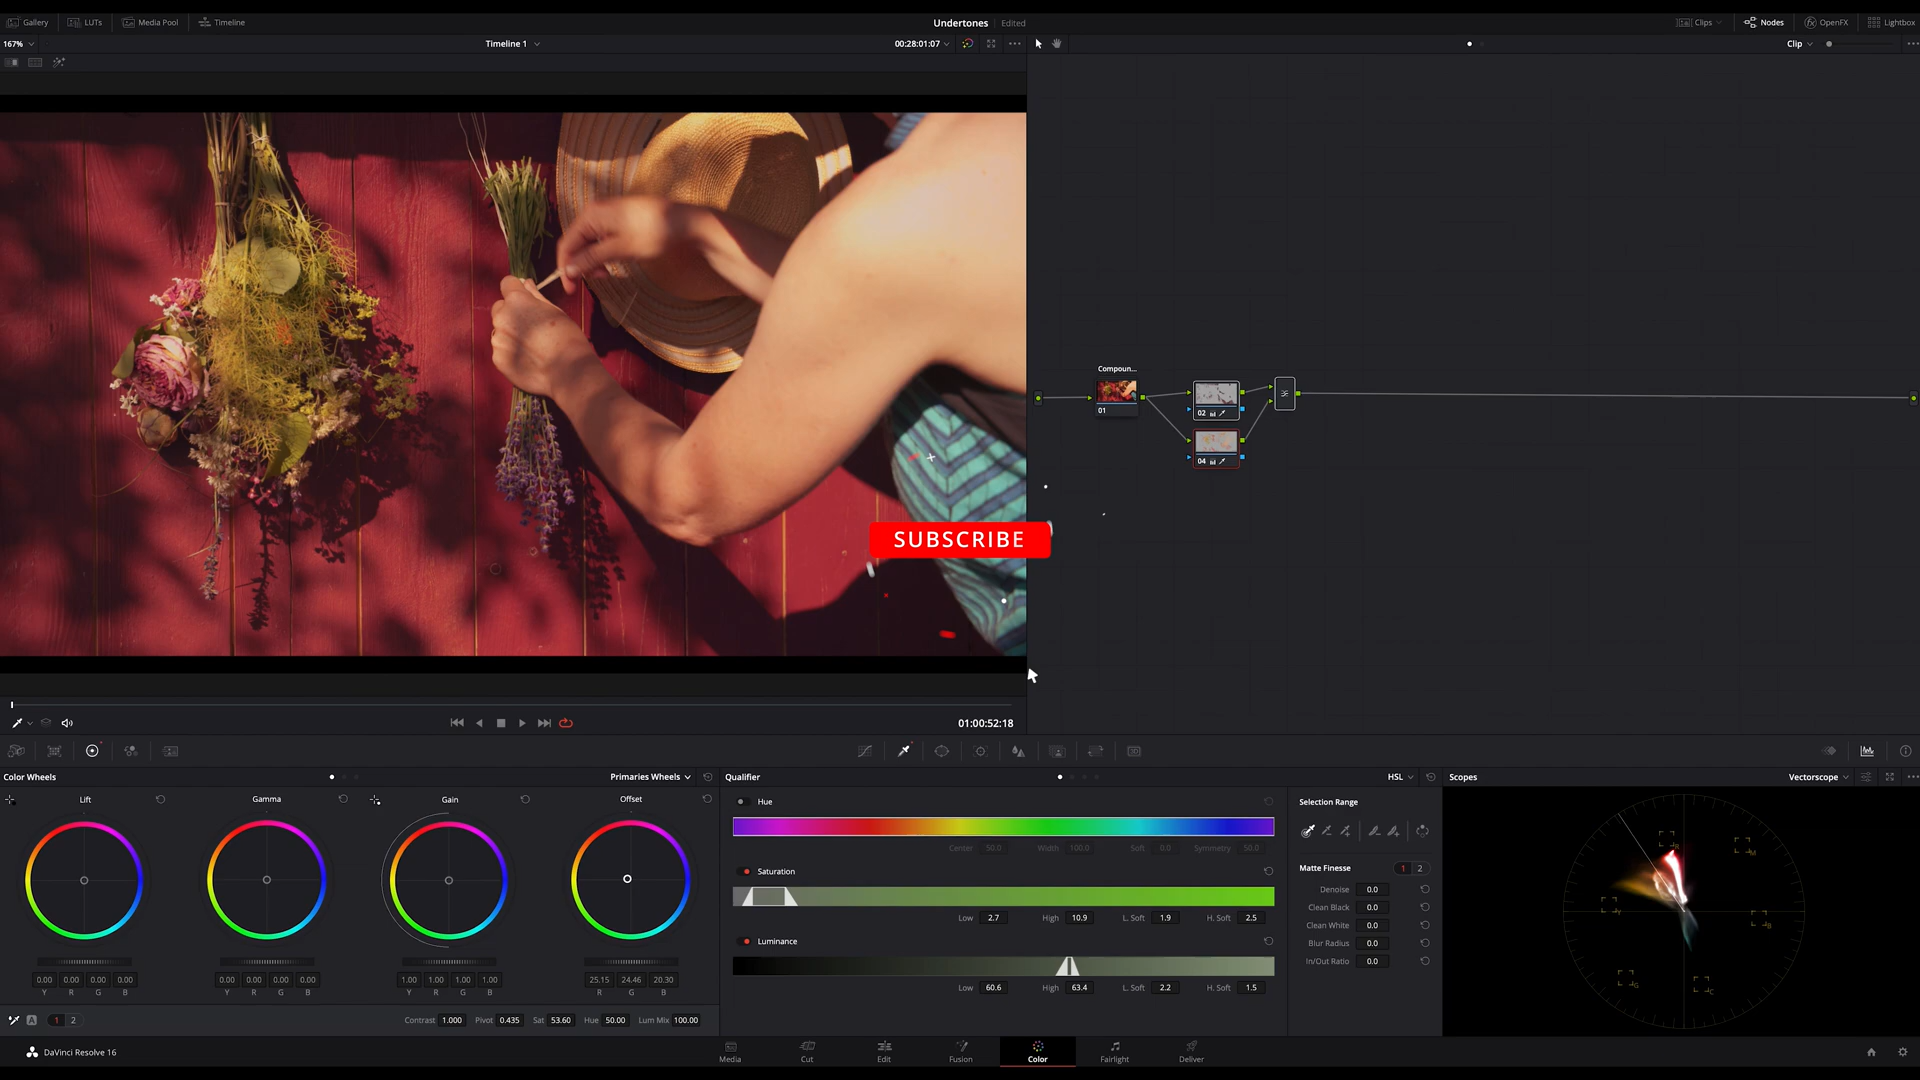 Gallery LUTs Media Pool Timeline Undertones Edited Clips Nodes OpenFX Lightbox
167% Timeline 1 00:28:01:07 Clip
Compoun...
01
02
04
SUBSCRIBE
01:00:52:18
Color Wheels Primaries Wheels
Lift Gamma Gain Offset
0.00 0.00 0.00 0.00 0.00 0.00 0.00 0.00 1.00 1.00 1.00 1.00 25.15 24.46 20.30
Y R G B Y R G B Y R G B R G B
A 1 2 Contrast 1.000 Pivot 0.435 Sat 53.60 Hue 50.00 Lum Mix 100.00
Qualifier HSL
Hue
Center 50.0 Width 100.0 Soft 0.0 Symmetry 50.0
Saturation
Low 2.7 High 10.9 L. Soft 1.9 H. Soft 2.5
Luminance
Low 60.6 High 63.4 L. Soft 2.2 H. Soft 1.5
Selection Range
Matte Finesse 1 2
Denoise 0.0
Clean Black 0.0
Clean White 0.0
Blur Radius 0.0
In/Out Ratio 0.0
Scopes Vectorscope
R
M
Y
B
G
C
DaVinci Resolve 16
Media Cut Edit Fusion Color Fairlight Deliver